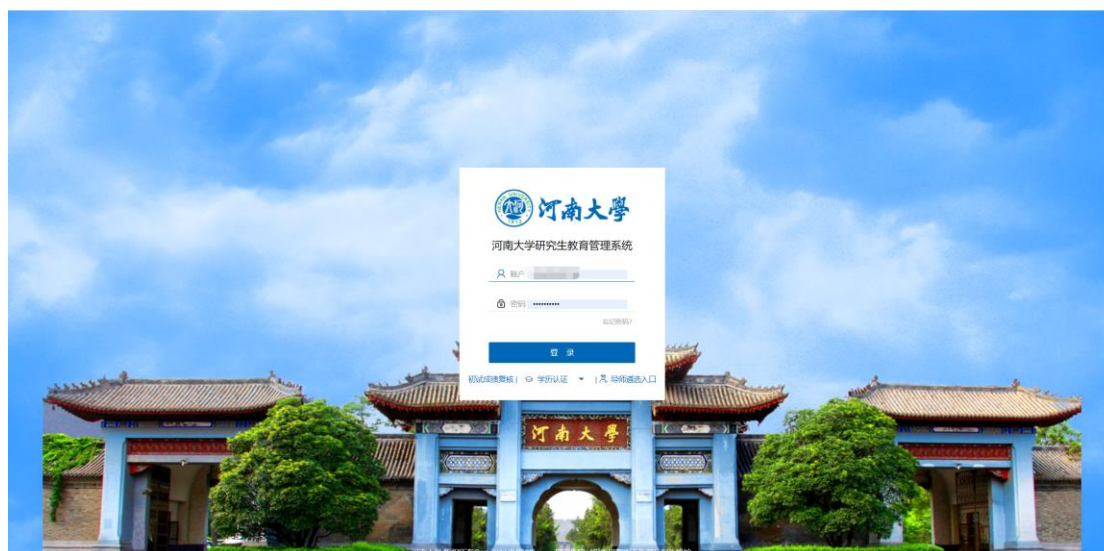 河南大學
河南大学研究生教育管理系统
账户
密码
忘记密码?
登 录
初试成绩复核 | 学历认证 | 导师遴选入口
河南大學